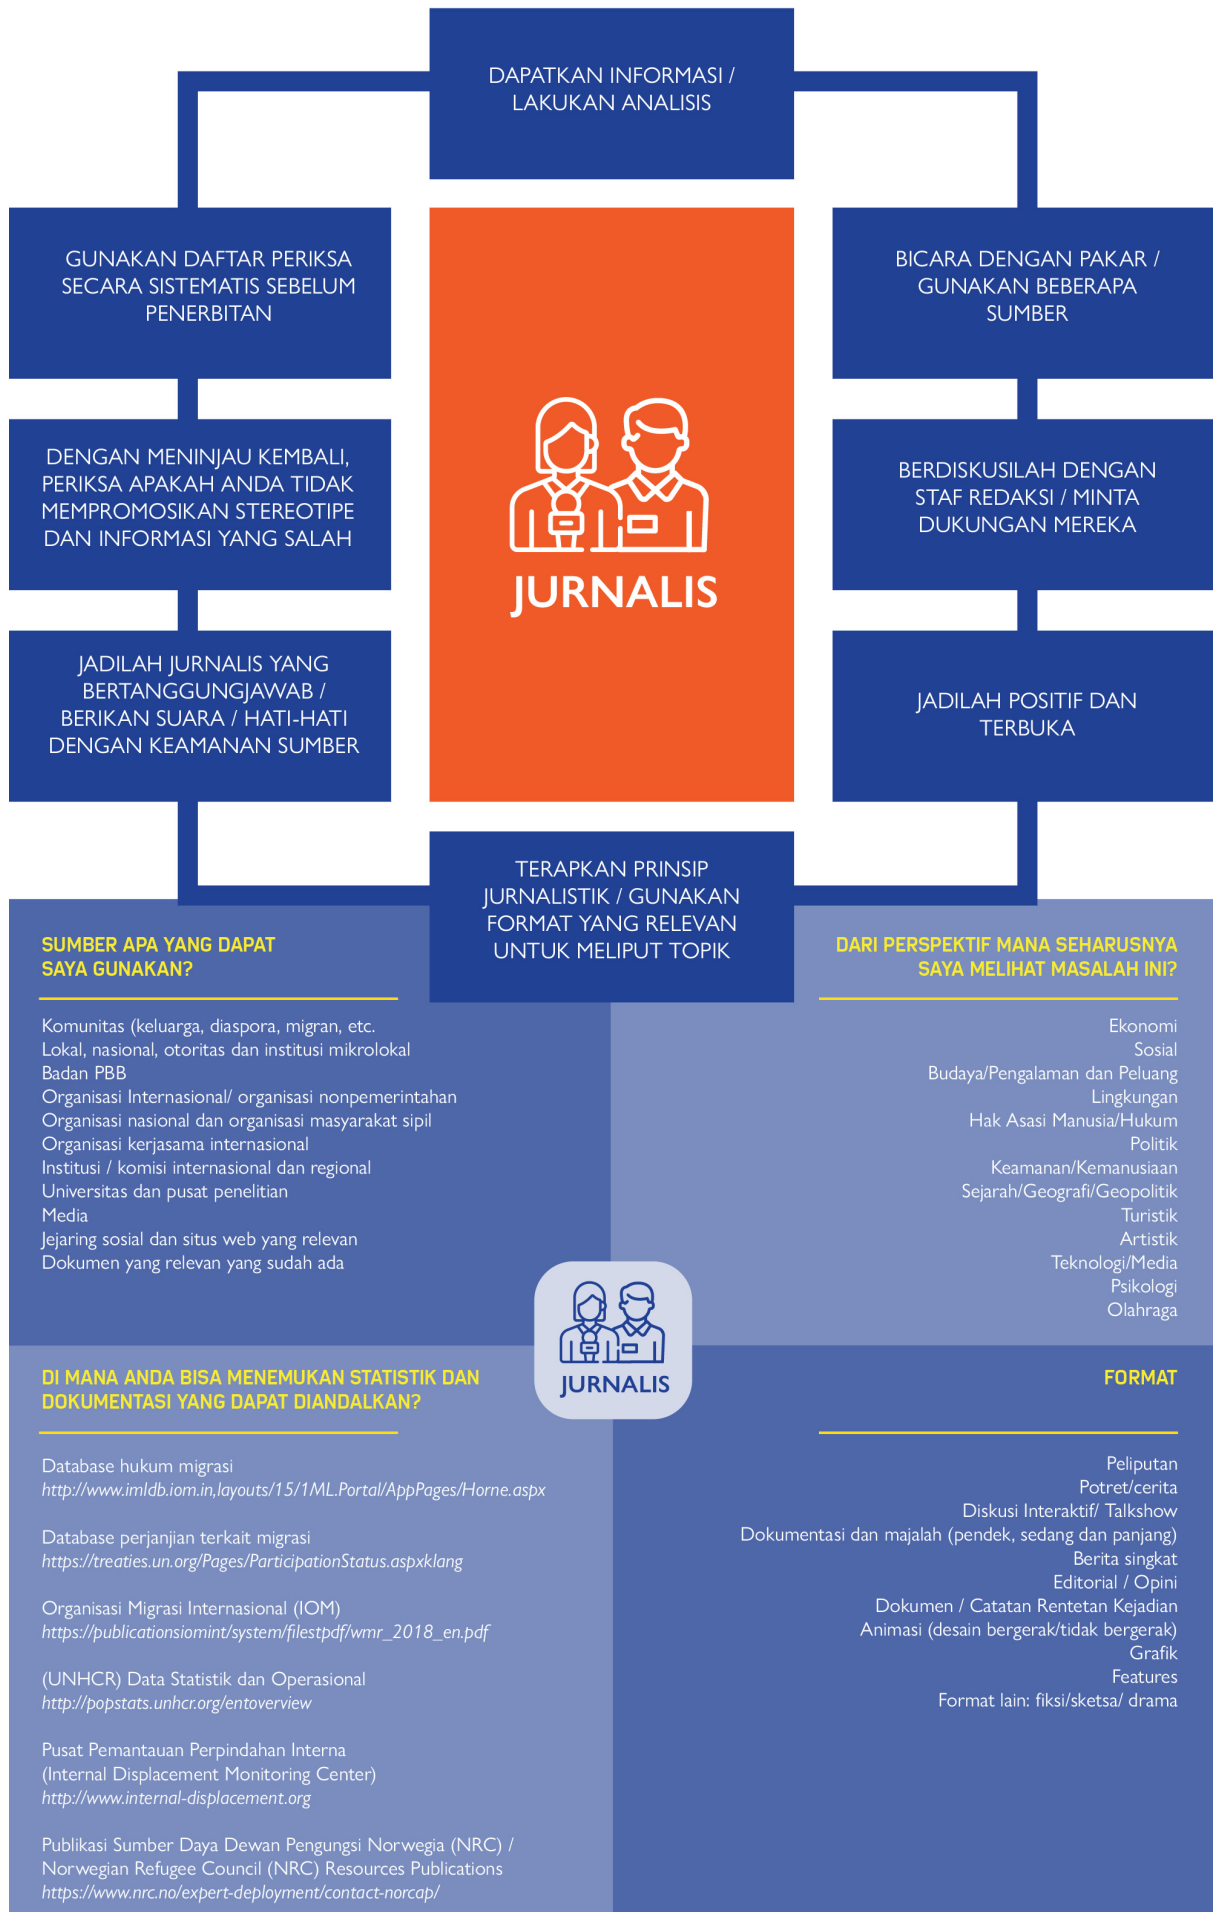 DAPATKAN INFORMASI /
LAKUKAN ANALISIS
GUNAKAN DAFTAR PERIKSA
SECARA SISTEMATIS SEBELUM
PENERBITAN
BICARA DENGAN PAKAR /
GUNAKAN BEBERAPA
SUMBER
DENGAN MENINJAU KEMBALI,
PERIKSA APAKAH ANDA TIDAK
MEMPROMOSIKAN STEREOTIPE
DAN INFORMASI YANG SALAH
BERDISKUSILAH DENGAN
STAF REDAKSI / MINTA
DUKUNGAN MEREKA
JURNALIS
JADILAH JURNALIS YANG
BERTANGGUNGJAWAB /
BERIKAN SUARA / HATI-HATI
DENGAN KEAMANAN SUMBER
JADILAH POSITIF DAN
TERBUKA
TERAPKAN PRINSIP
JURNALISTIK / GUNAKAN
FORMAT YANG RELEVAN
UNTUK MELIPUT TOPIK
SUMBER APA YANG DAPAT
SAYA GUNAKAN?
Komunitas (keluarga, diaspora, migran, etc.
Lokal, nasional, otoritas dan institusi mikrolokal
Badan PBB
Organisasi Internasional/ organisasi nonpemerintahan
Organisasi nasional dan organisasi masyarakat sipil
Organisasi kerjasama internasional
Institusi / komisi internasional dan regional
Universitas dan pusat penelitian
Media
Jejaring sosial dan situs web yang relevan
Dokumen yang relevan yang sudah ada
DARI PERSPEKTIF MANA SEHARUSNYA
SAYA MELIHAT MASALAH INI?
Ekonomi
Sosial
Budaya/Pengalaman dan Peluang
Lingkungan
Hak Asasi Manusia/Hukum
Politik
Keamanan/Kemanusiaan
Sejarah/Geografi/Geopolitik
Turistik
Artistik
Teknologi/Media
Psikologi
Olahraga
JURNALIS
DI MANA ANDA BISA MENEMUKAN STATISTIK DAN
DOKUMENTASI YANG DAPAT DIANDALKAN?
Database hukum migrasi
http://www.imldb.iom.in,layouts/15/1ML.Portal/AppPages/Horne.aspx
Database perjanjian terkait migrasi
https://treaties.un.org/Pages/ParticipationStatus.aspxklang
Organisasi Migrasi Internasional (IOM)
https://publicationsiomint/system/filestpdf/wmr_2018_en.pdf
(UNHCR) Data Statistik dan Operasional
http://popstats.unhcr.org/entoverview
Pusat Pemantauan Perpindahan Interna
(Internal Displacement Monitoring Center)
http://www.internal-displacement.org
Publikasi Sumber Daya Dewan Pengungsi Norwegia (NRC) /
Norwegian Refugee Council (NRC) Resources Publications
https://www.nrc.no/expert-deployment/contact-norcap/
FORMAT
Peliputan
Potret/cerita
Diskusi Interaktif/ Talkshow
Dokumentasi dan majalah (pendek, sedang dan panjang)
Berita singkat
Editorial / Opini
Dokumen / Catatan Rentetan Kejadian
Animasi (desain bergerak/tidak bergerak)
Grafik
Features
Format lain: fiksi/sketsa/ drama